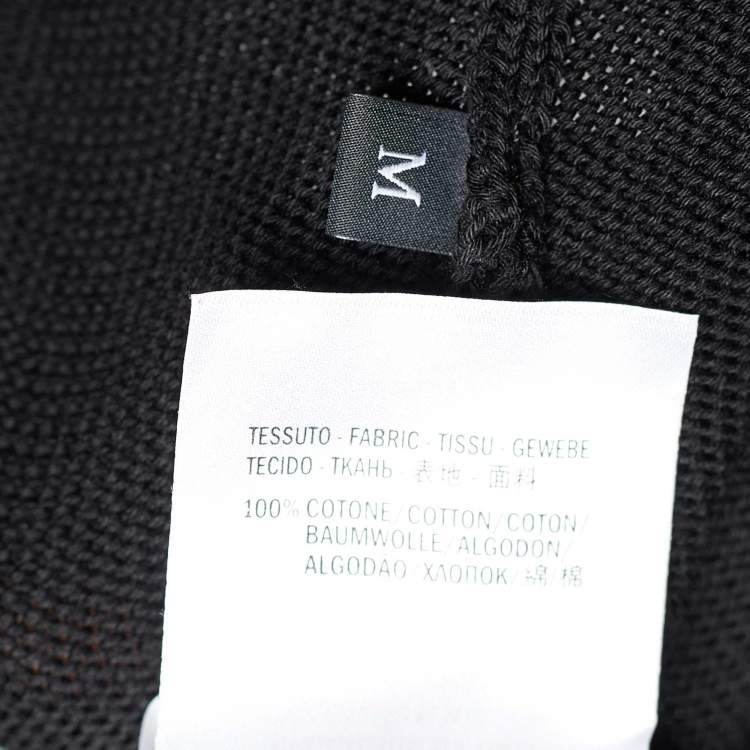 M
TESSUTO - FABRIC - TISSU - GEWEBE
TECIDO - ТКАНЬ - 表地 - 面料
100% COTONE/COTTON/COTON/
BAUMWOLLE/ALGODON/
ALGODAO/ХЛОПОК/綿/棉